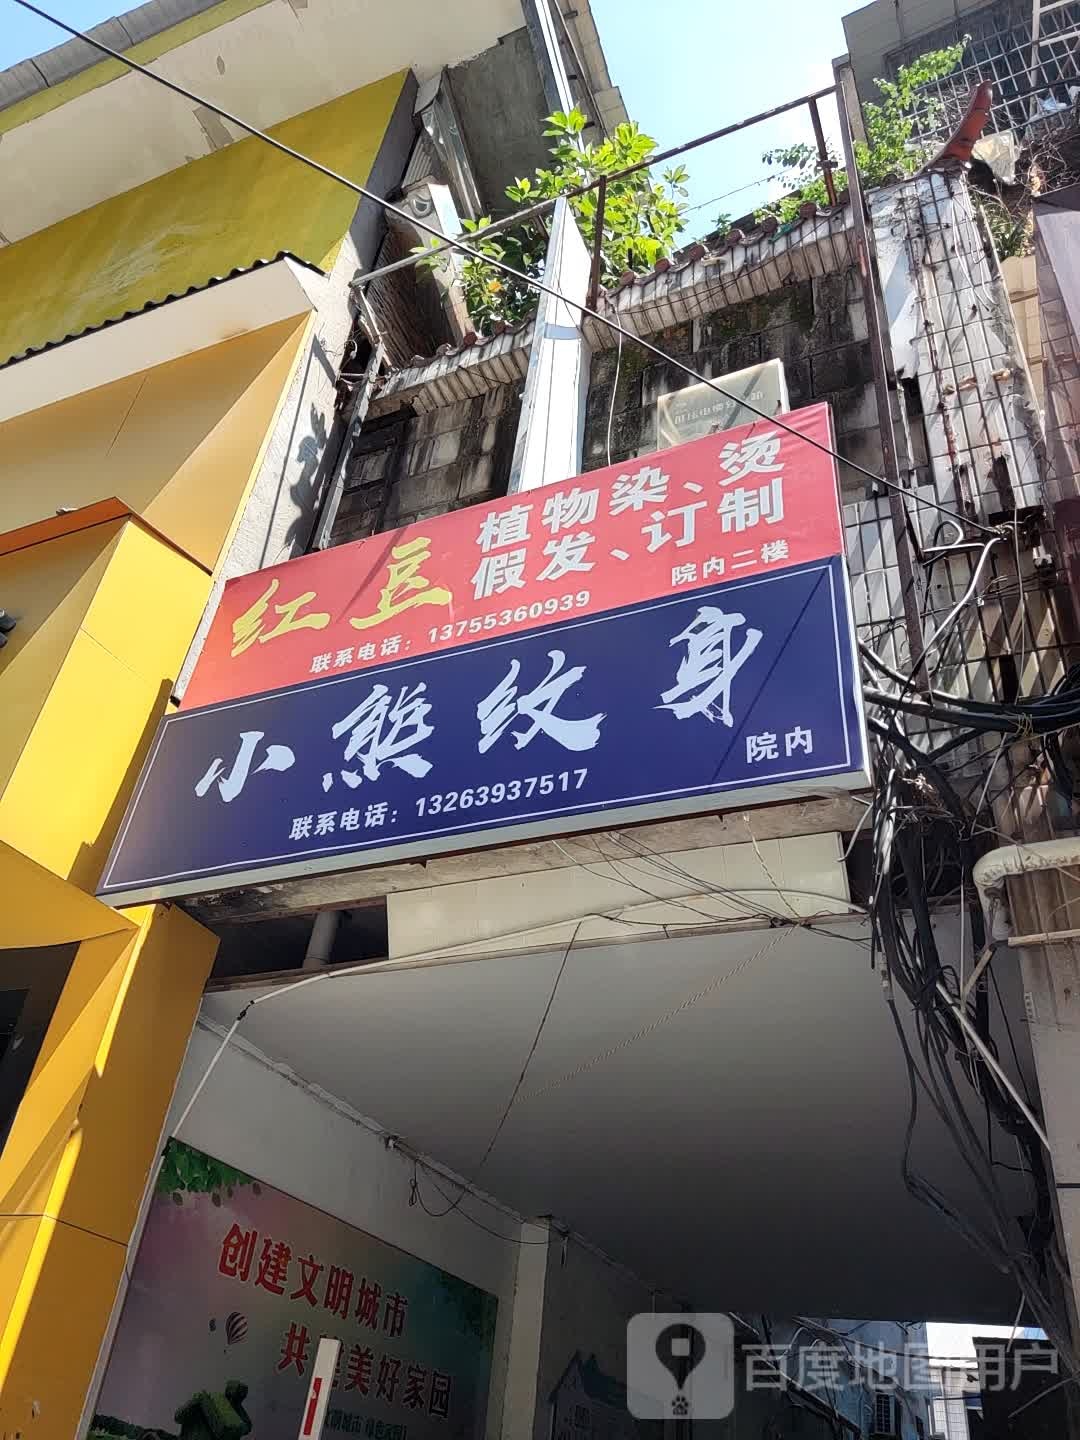 红豆
植物染、烫
假发、订制
联系电话：13755360939
院内二楼
小熊纹身
联系电话：13263937517
院内
创建文明城市
共 美好家园
百度地图用户